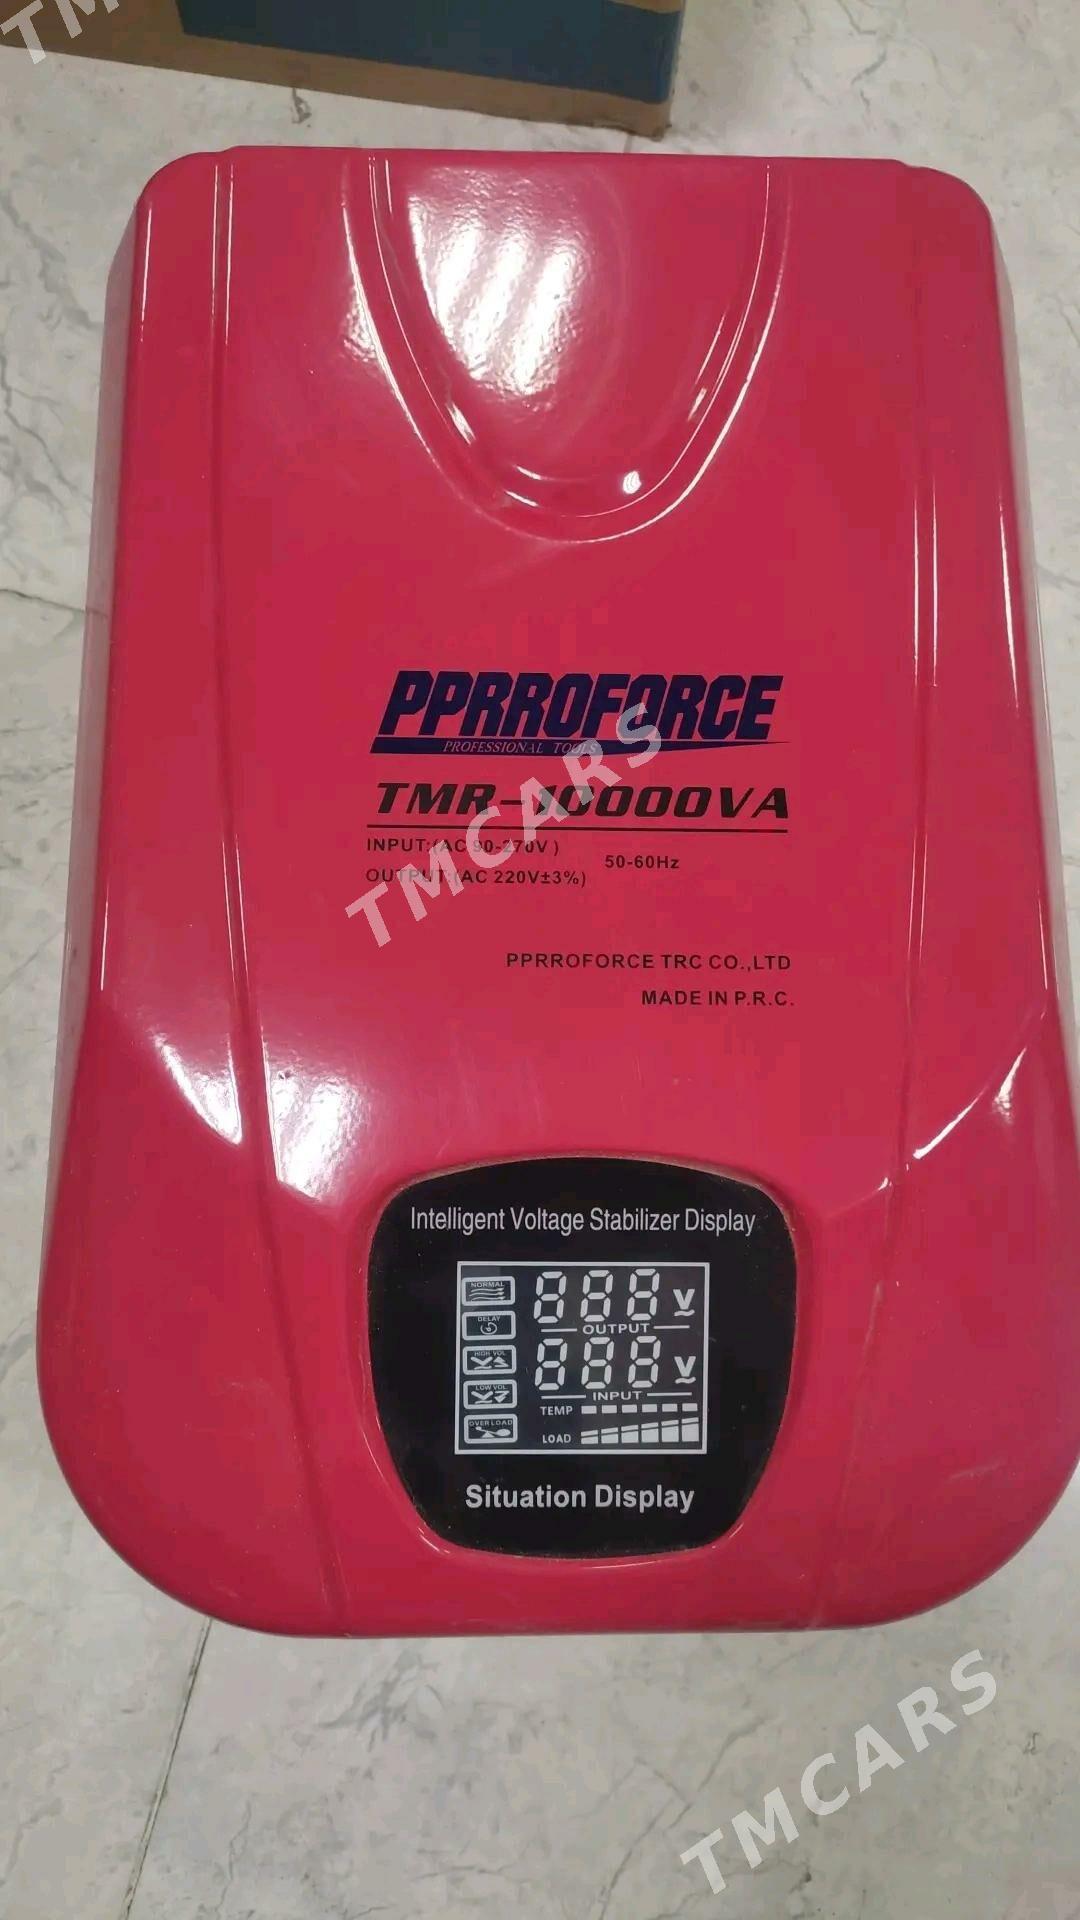 TM
PPRROFORCE
PROFESSIONAL TOOLS
TMR-10000VA
INPUT:(AC 90-270V)
50-60Hz
OUTPUT:(AC 220V±3%)
TMCARS
PPRROFORCE TRC CO.,LTD
MADE IN P.R.C.
Intelligent Voltage Stabilizer Display
NORMAL
888 V
DELAY
OUTPUT
HIGH VOL
888 V
LOW VOL
INPUT
TEMP
OVER LOAD
LOAD
Situation Display
TMCARS